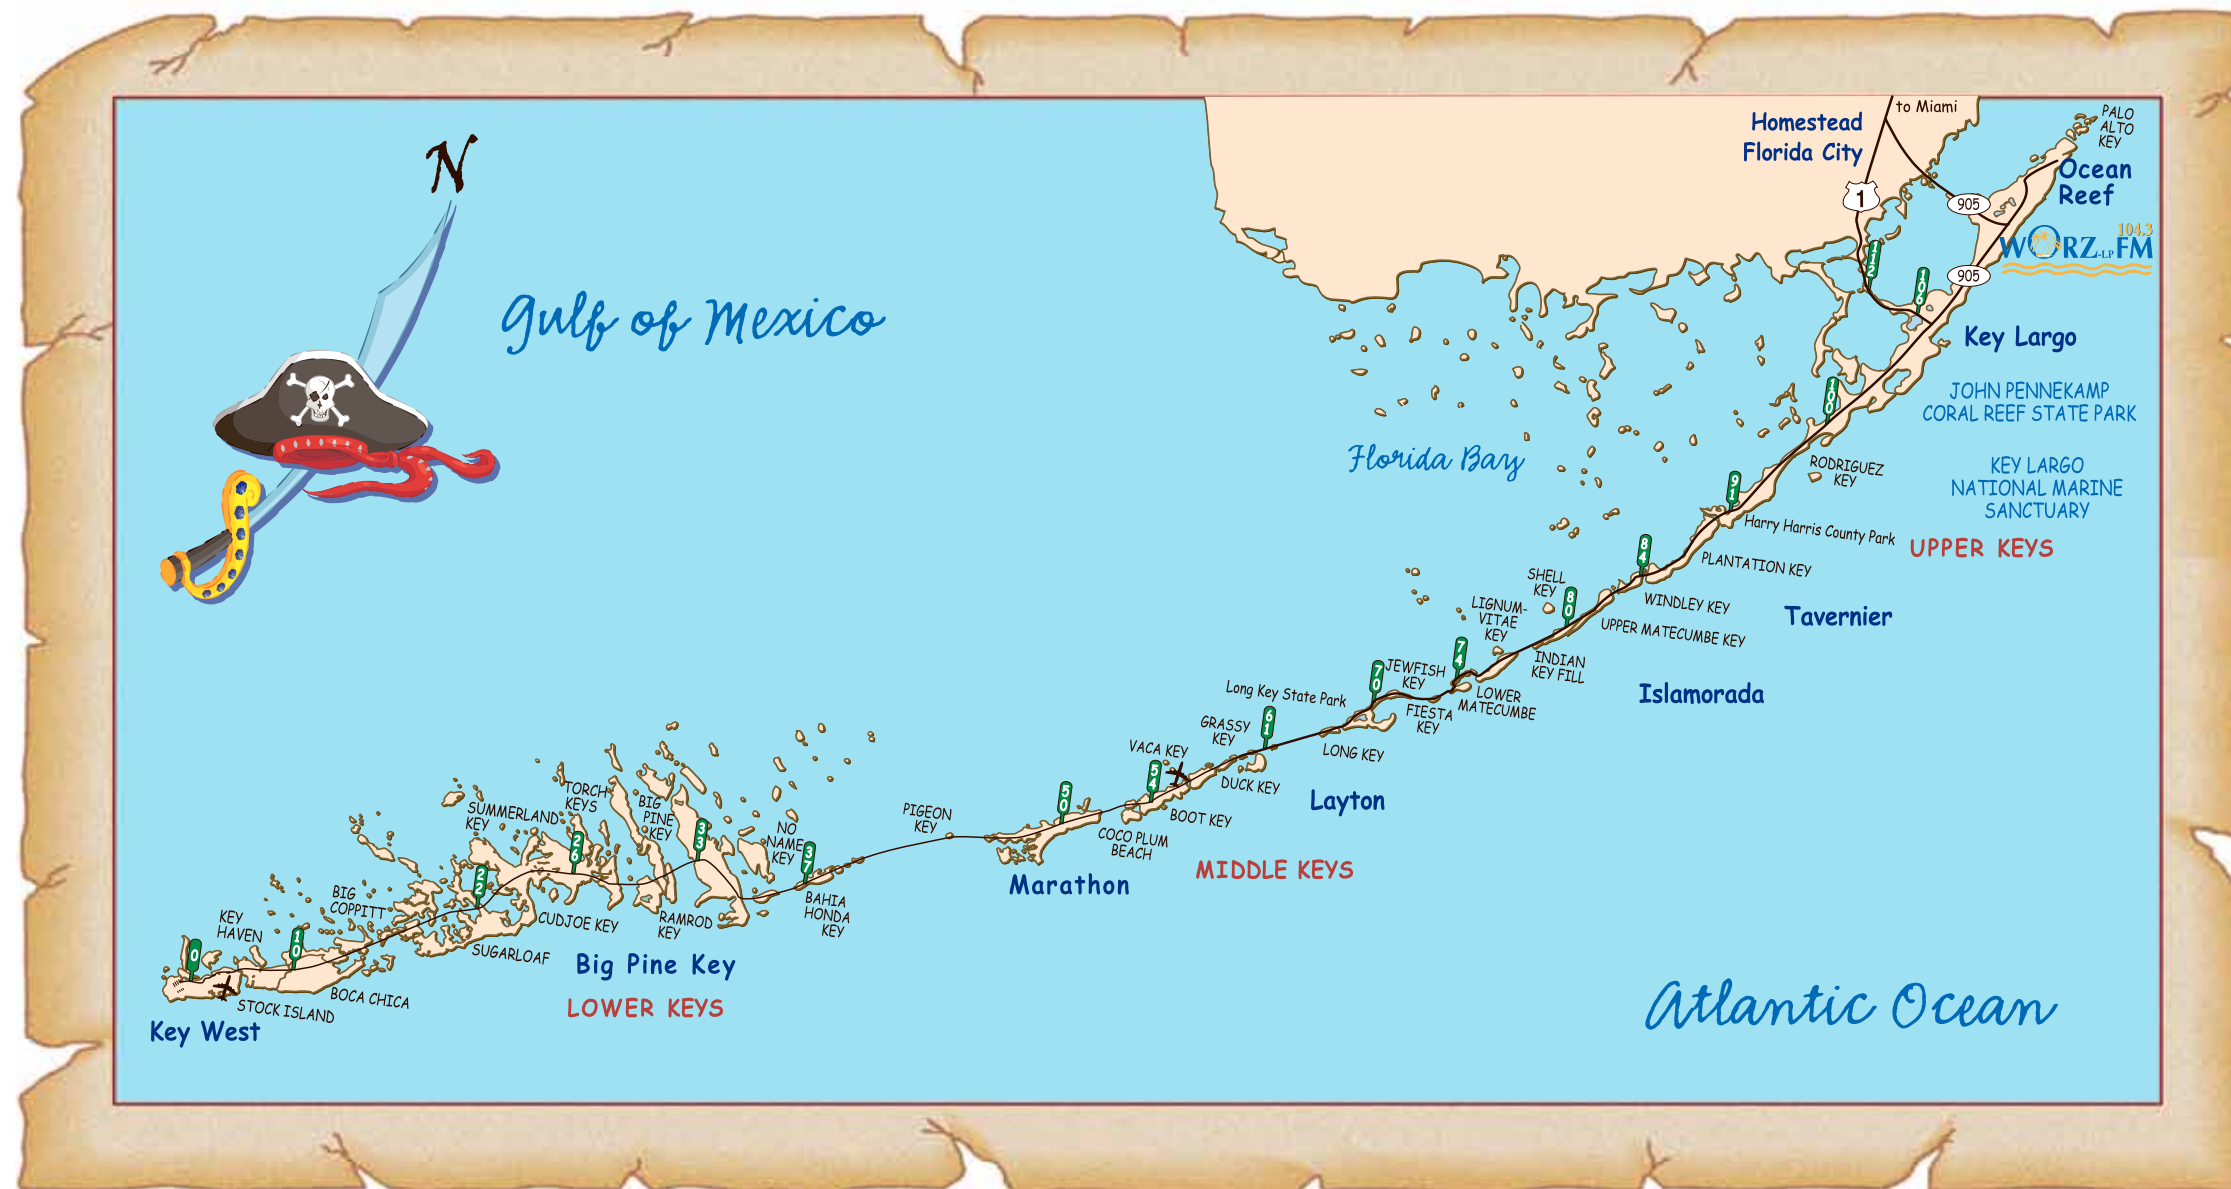 N
Gulf of Mexico
to Miami
Homestead
Florida City
1
905
905
PALO
ALTO
KEY
Ocean
Reef
104.3
WORZ-LP FM
112
106
Key Largo
JOHN PENNEKAMP
CORAL REEF STATE PARK
100
Florida Bay
RODRIGUEZ
KEY
KEY LARGO
NATIONAL MARINE
SANCTUARY
91
Harry Harris County Park
UPPER KEYS
84
PLANTATION KEY
SHELL
KEY
80
WINDLEY KEY
LIGNUM-
VITAE
KEY
UPPER MATECUMBE KEY
Tavernier
74
INDIAN
KEY FILL
70
JEWFISH
KEY
LOWER
MATECUMBE
Islamorada
Long Key State Park
FIESTA
KEY
61
GRASSY
KEY
LONG KEY
VACA KEY
54
DUCK KEY
Layton
50
BOOT KEY
PIGEON
KEY
COCO PLUM
BEACH
MIDDLE KEYS
Marathon
TORCH
KEYS
BIG
PINE
KEY
SUMMERLAND
KEY
26
33
NO
NAME
KEY
37
22
BAHIA
HONDA
KEY
BIG
COPPITT
CUDJOE KEY
RAMROD
KEY
KEY
HAVEN
10
0
SUGARLOAF
Big Pine Key
LOWER KEYS
BOCA CHICA
STOCK ISLAND
Key West
Atlantic Ocean